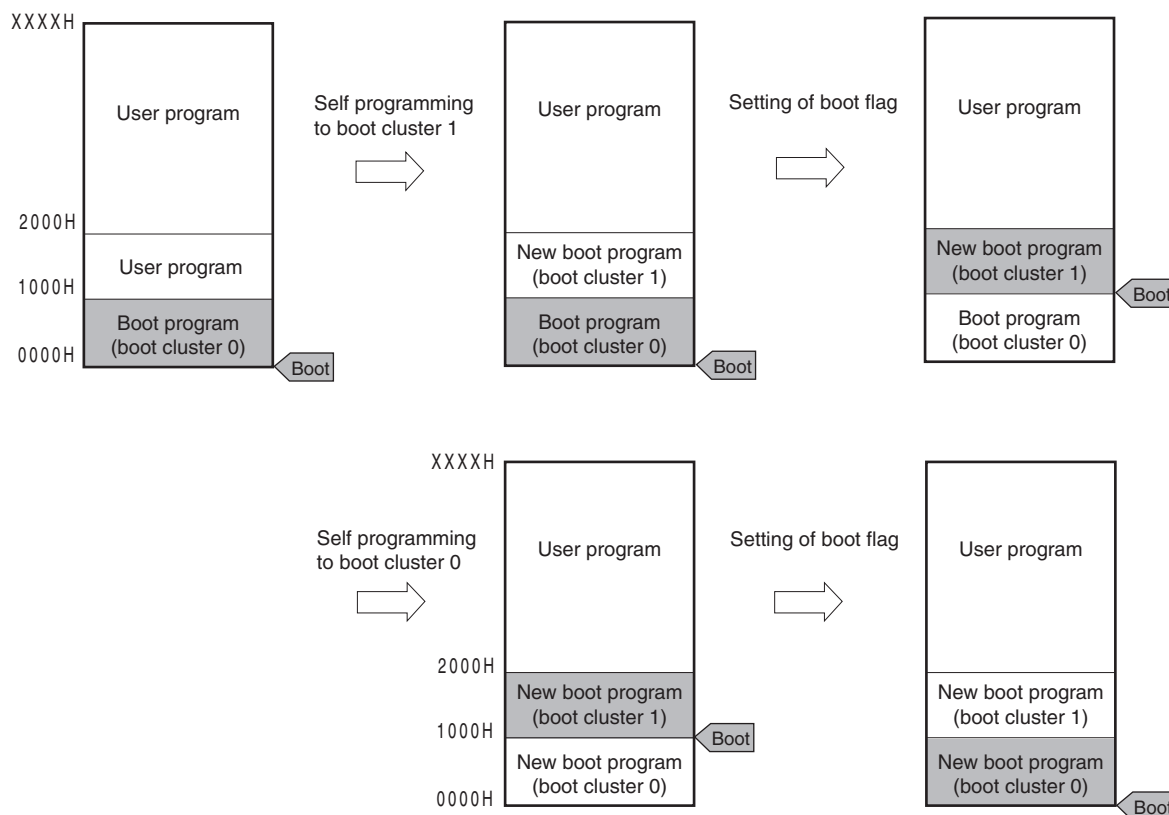 XXXXH
User program
2000H
User program
1000H
Boot program
(boot cluster 0)
0000H
Boot
Self programming
to boot cluster 1
User program
New boot program
(boot cluster 1)
Boot program
(boot cluster 0)
Boot
Setting of boot flag
User program
New boot program
(boot cluster 1)
Boot
Boot program
(boot cluster 0)
Self programming
to boot cluster 0
XXXXH
User program
2000H
New boot program
(boot cluster 1)
1000H
Boot
New boot program
(boot cluster 0)
0000H
Setting of boot flag
User program
New boot program
(boot cluster 1)
New boot program
(boot cluster 0)
Boot